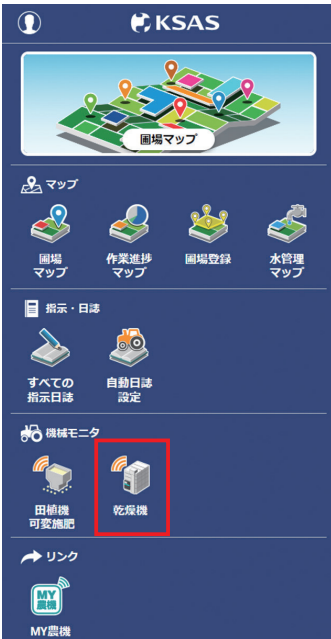 KSAS
圃場マップ
マップ
圃場
マップ
作業進捗
マップ
圃場登録
水管理
マップ
指示・日誌
すべての
指示日誌
自動日誌
設定
機械モニタ
田植機
可変施肥
乾燥機
リンク
MY
農機
MY農機